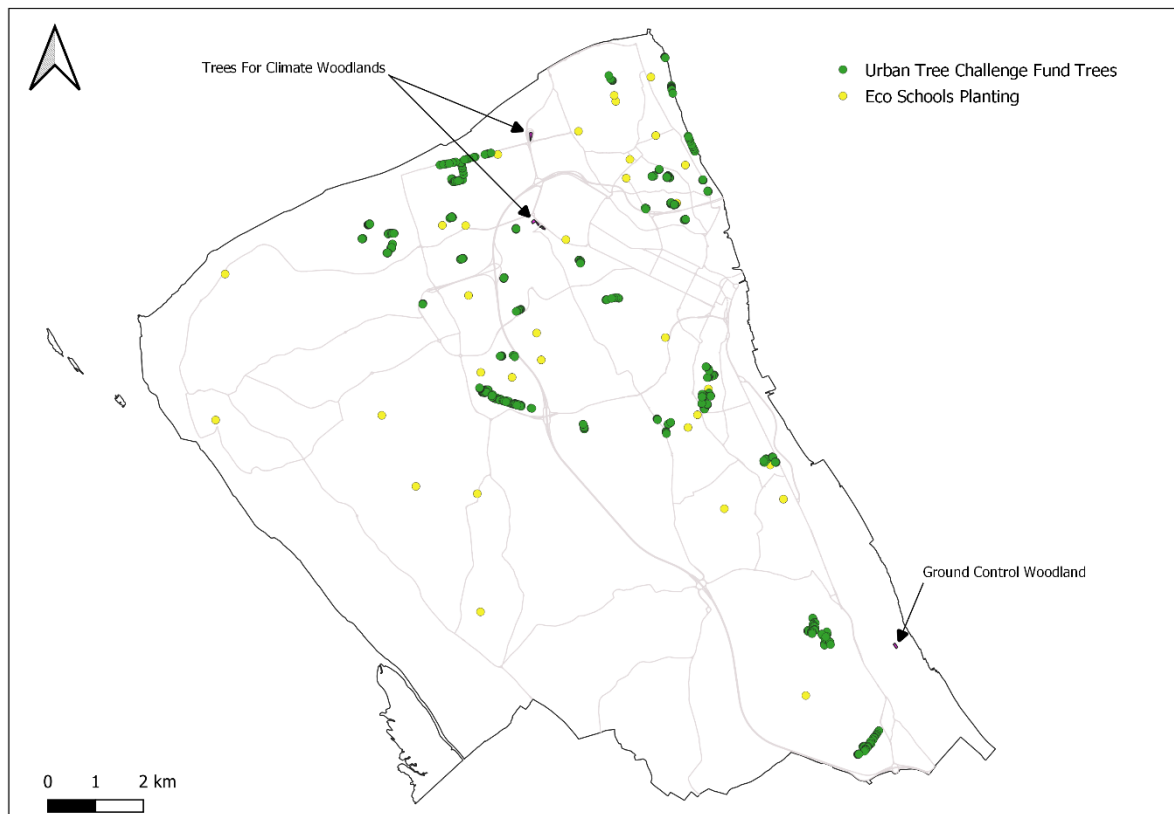 Trees For Climate Woodlands
Urban Tree Challenge Fund Trees
Eco Schools Planting
Ground Control Woodland
0 1 2 km